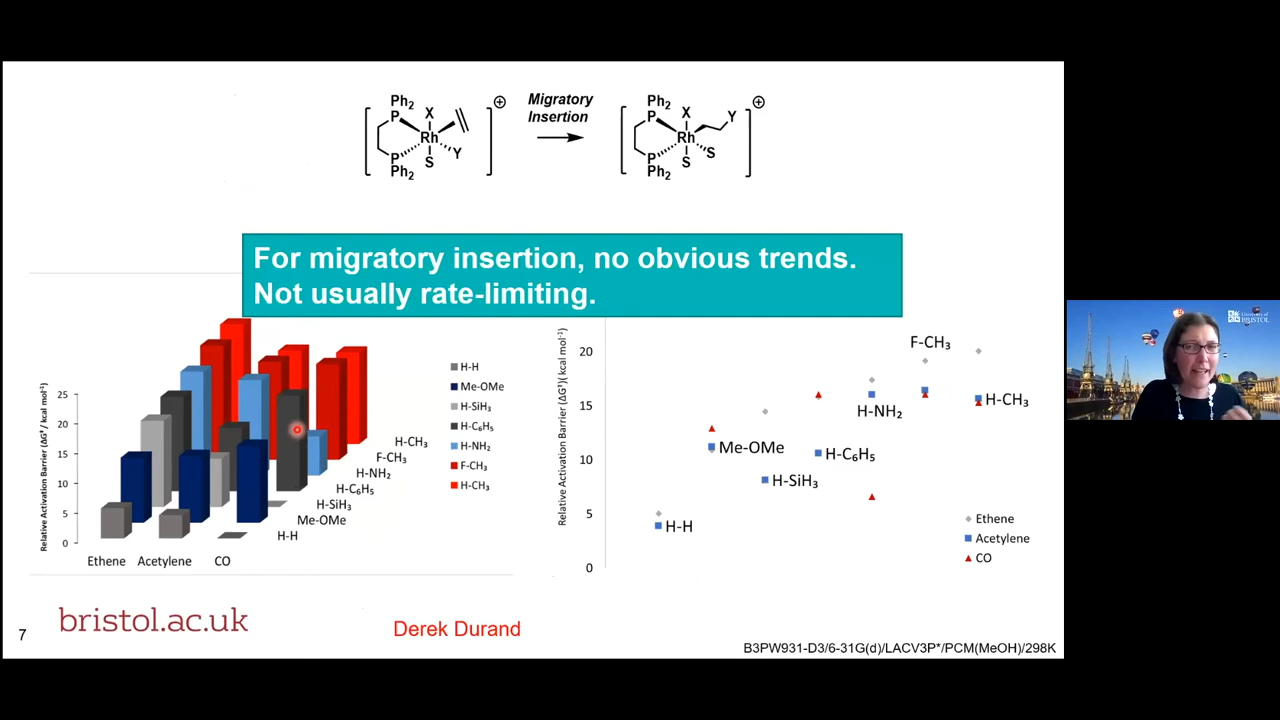 Ph2
P
X
Rh
Y
S
P
Ph2
Migratory
Insertion
Ph2
P
X
Y
Rh
S
S
P
Ph2
For migratory insertion, no obvious trends.
Not usually rate-limiting.
Relative Activation Barrier (ΔG‡ / kcal mol-1)
25
20
15
10
5
0
Ethene Acetylene CO
H-CH3
F-CH3
H-NH2
H-C6H5
H-SiH3
Me-OMe
H-H
H-H
Me-OMe
H-SiH3
H-C6H5
H-NH2
F-CH3
H-CH3
Relative Activation Barrier (ΔG‡)( kcal mol-1)
20
15
10
5
0
F-CH3
H-CH3
H-NH2
Me-OMe
H-C6H5
H-SiH3
H-H
Ethene
Acetylene
CO
7
bristol.ac.uk
Derek Durand
B3PW931-D3/6-31G(d)/LACV3P*/PCM(MeOH)/298K
University of
BRISTOL